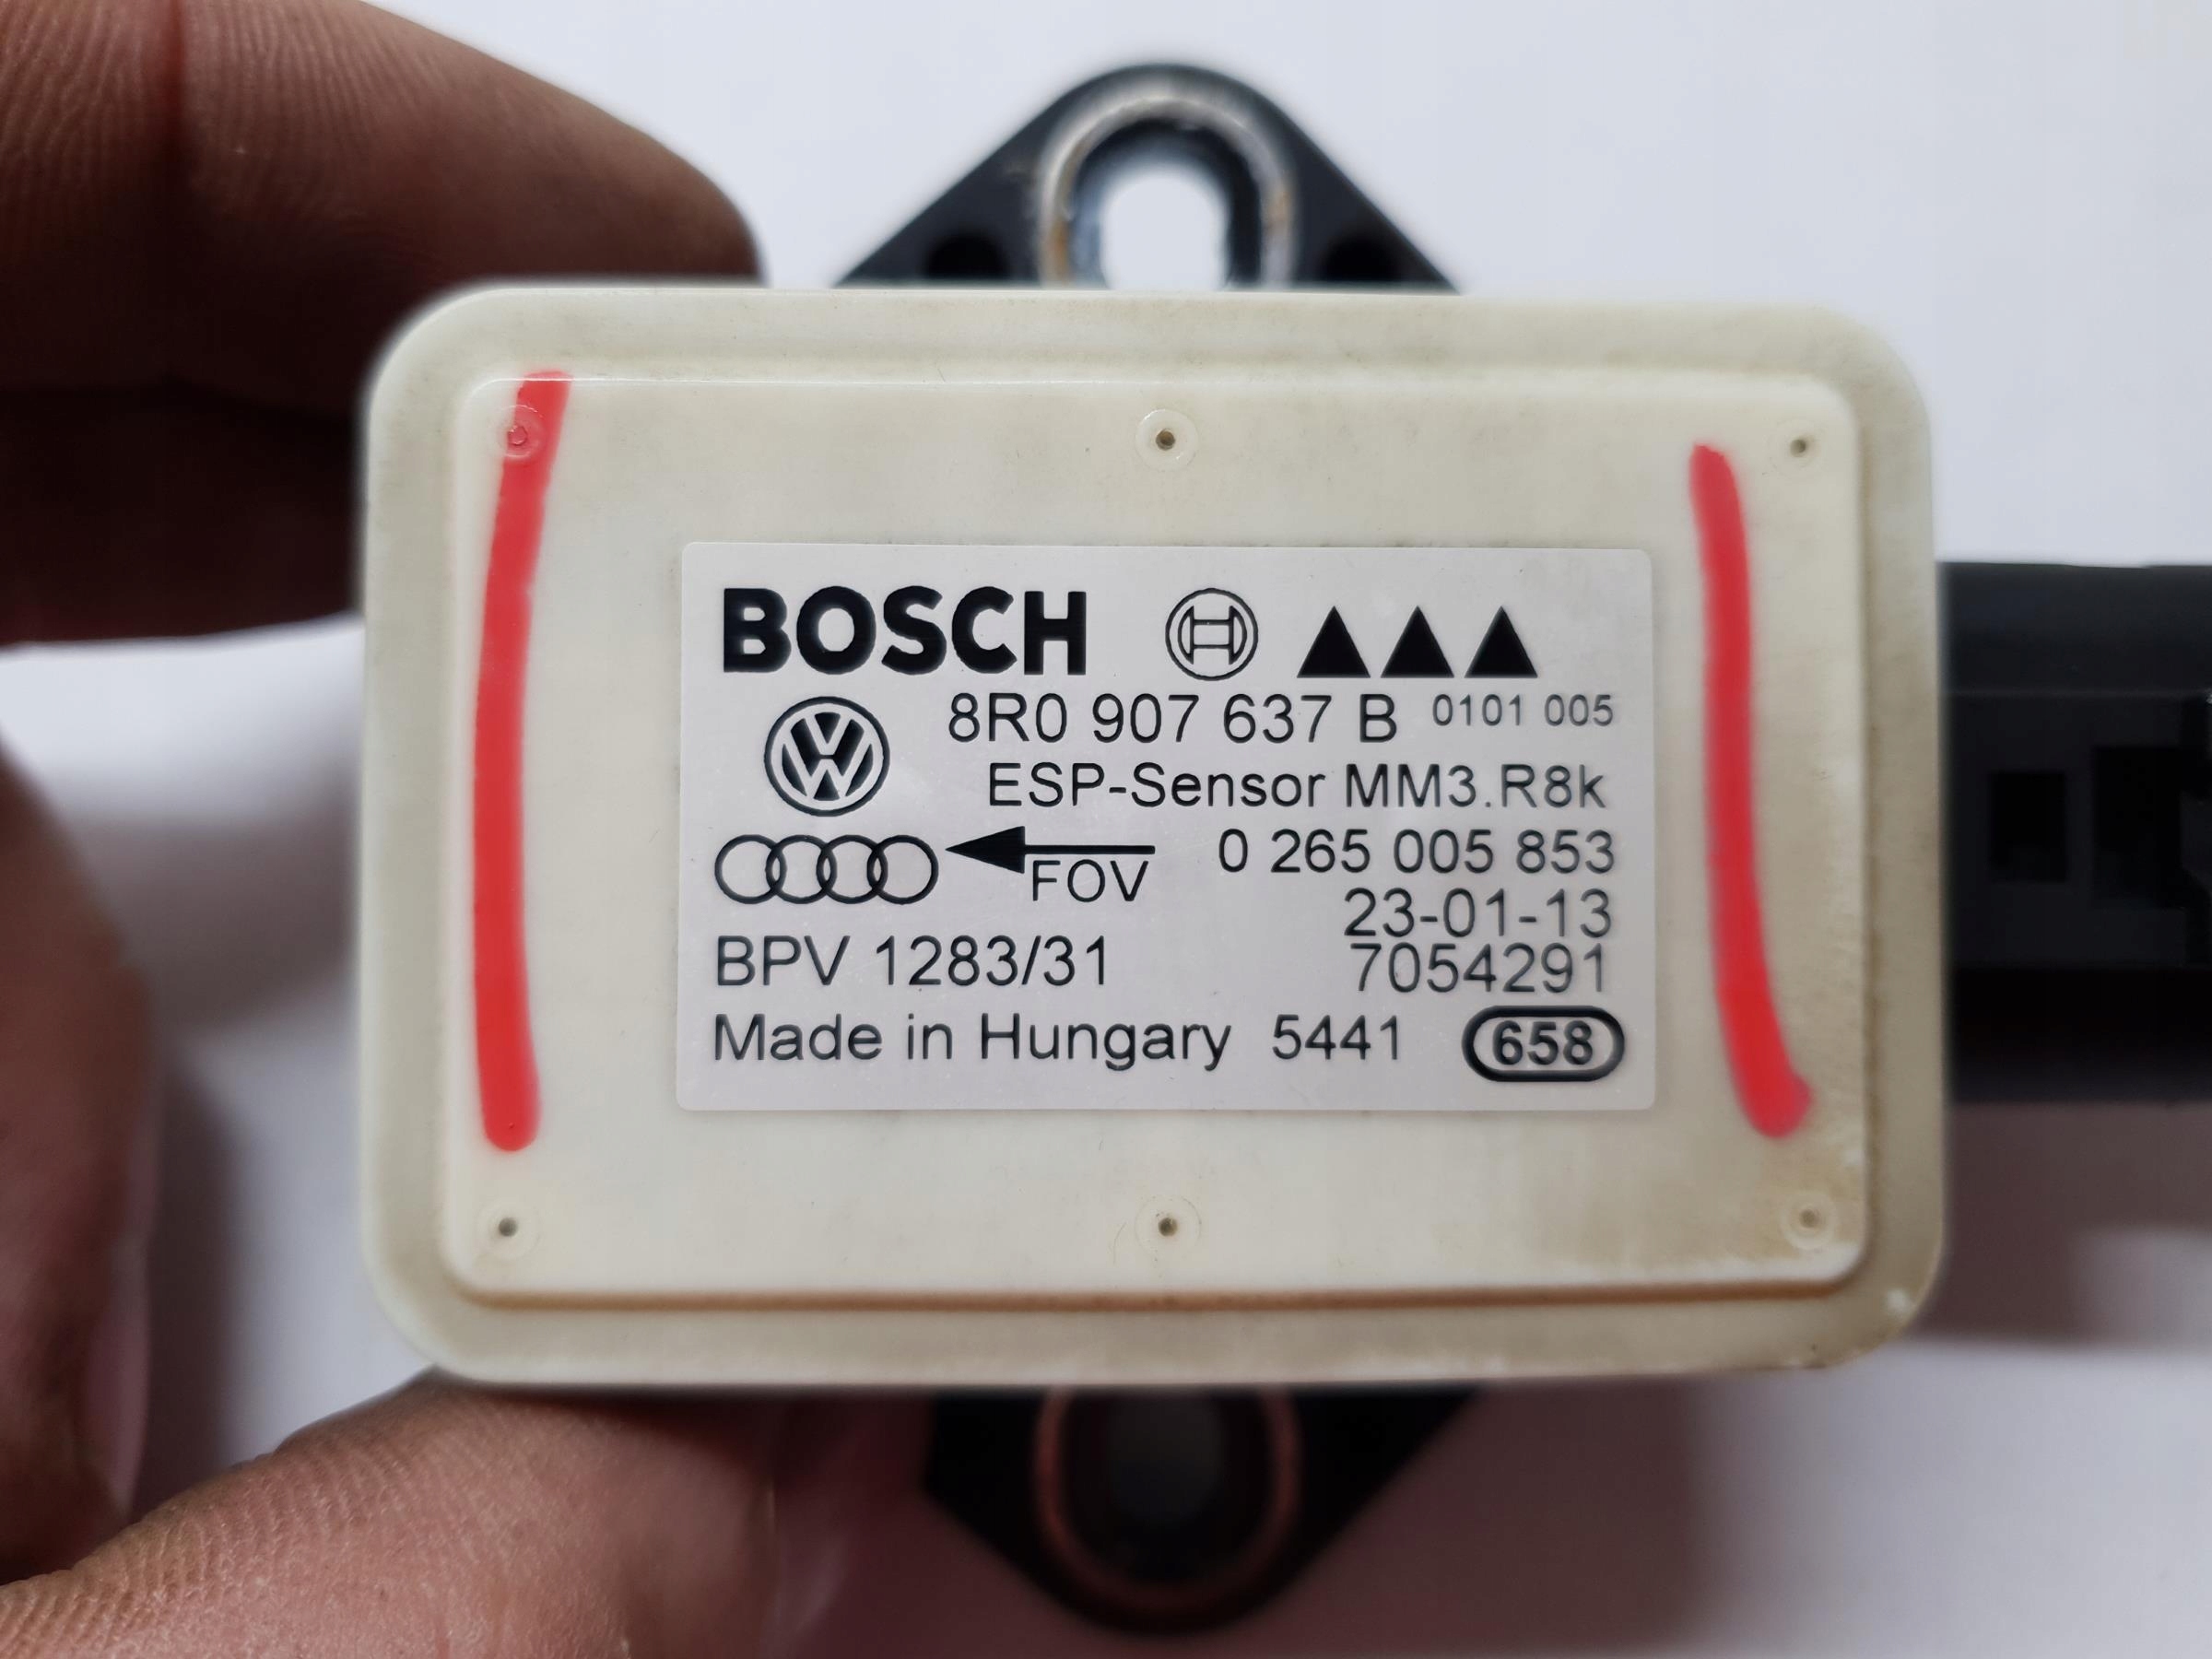 BOSCH
8R0 907 637 B 0101 005
ESP-Sensor MM3.R8k
0 265 005 853
FOV
23-01-13
BPV 1283/31 7054291
Made in Hungary 5441 658